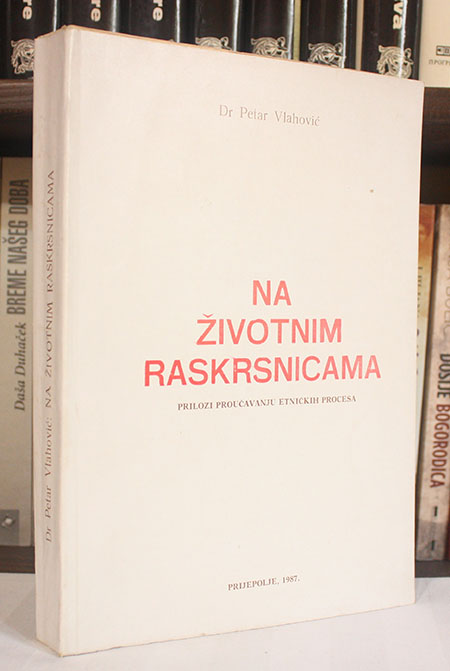 Dr Petar Vlahović
NA
ŽIVOTNIM
RASKRSNICAMA
PRILOZI PROUČAVANJU ETNIČKIH PROCESA
PRIJEPOLJE, 1987.
Dr Petar Vlahović: NA ŽIVOTNIM RASKRSNICAMA
Daša Duhaček BREME NAŠEG DOBA
BOGORODICA